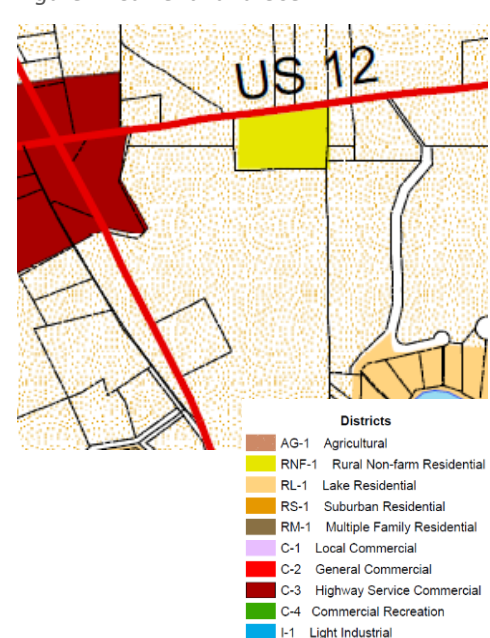 US 12
Districts
AG-1 Agricultural
RNF-1 Rural Non-farm Residential
RL-1 Lake Residential
RS-1 Suburban Residential
RM-1 Multiple Family Residential
C-1 Local Commercial
C-2 General Commercial
C-3 Highway Service Commercial
C-4 Commercial Recreation
I-1 Light Industrial